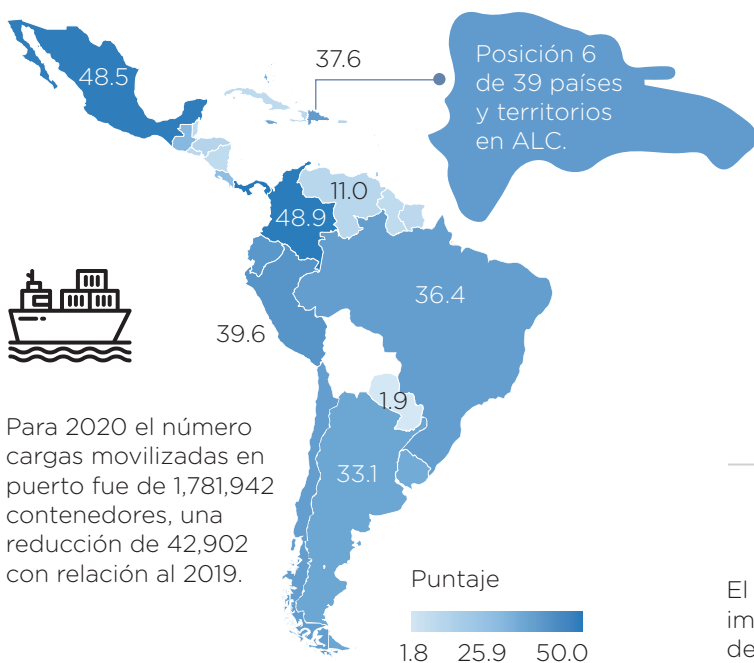 48.5
37.6
Posición 6
de 39 países
y territorios
en ALC.
11.0
48.9
36.4
39.6
1.9
33.1
Para 2020 el número
cargas movilizadas en
puerto fue de 1,781,942
contenedores, una
reducción de 42,902
con relación al 2019.
Puntaje
1.8 25.9 50.0
El
im
de